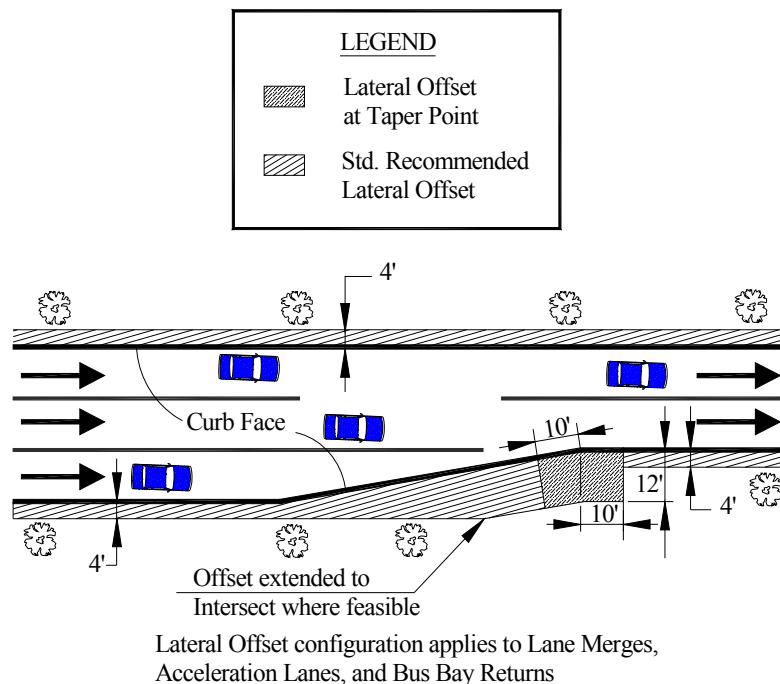 LEGEND
Lateral Offset
at Taper Point
Std. Recommended
Lateral Offset
4'
Curb Face
10'
12'
4'
10'
4'
Offset extended to
Intersect where feasible
Lateral Offset configuration applies to Lane Merges,
Acceleration Lanes, and Bus Bay Returns